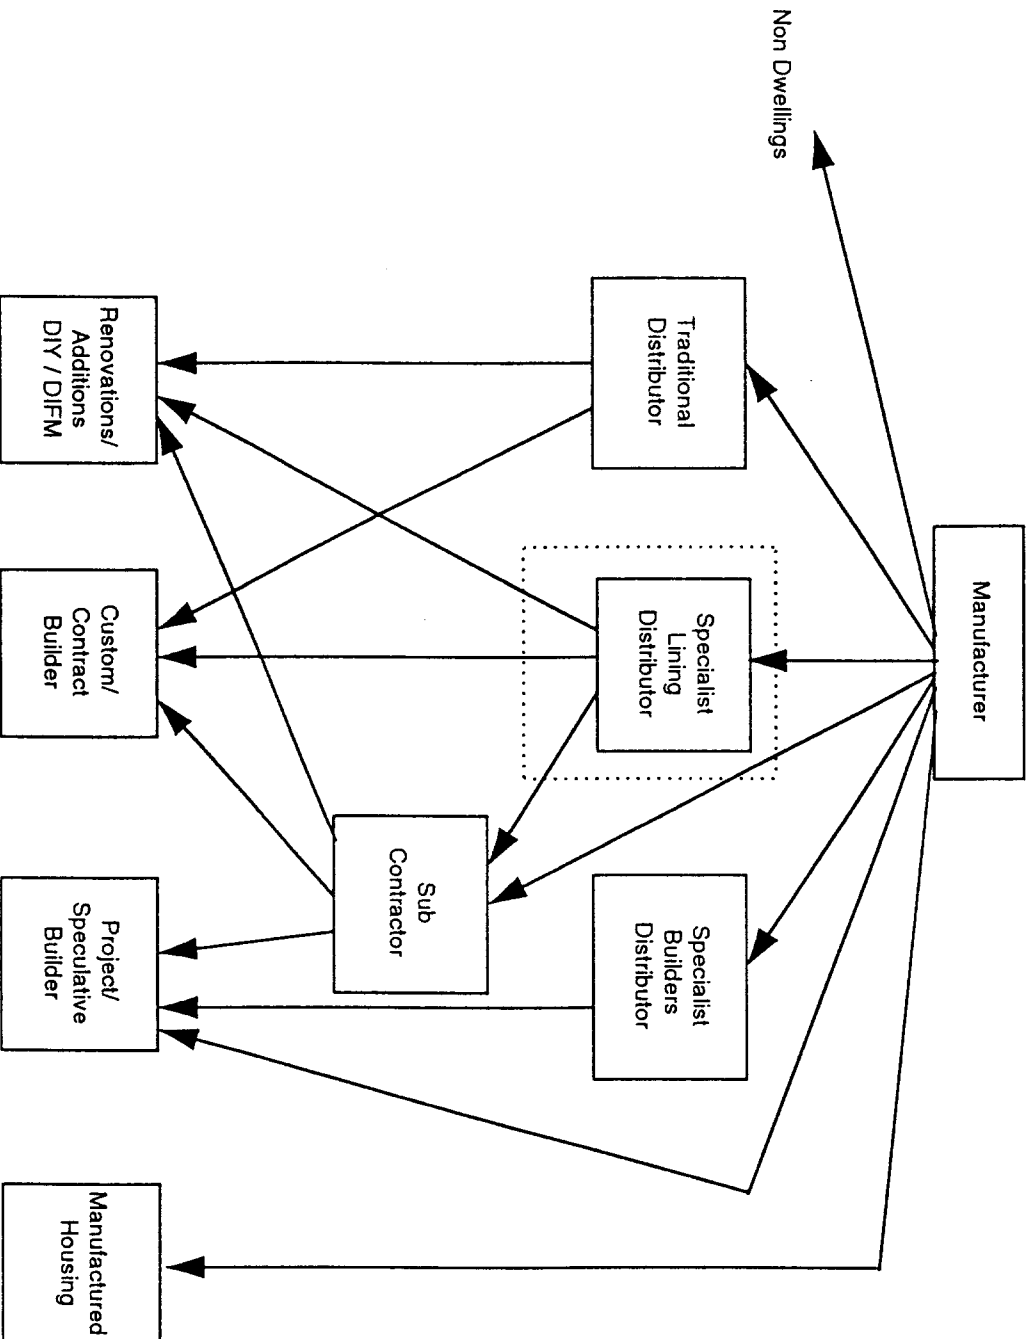 Manufacturer
Non Dwellings
Traditional
Distributor
Specialist
Lining
Distributor
Specialist
Builders
Distributor
Sub
Contractor
Renovations/
Additions
DIY / DIFM
Custom/
Contract
Builder
Project/
Speculative
Builder
Manufactured
Housing